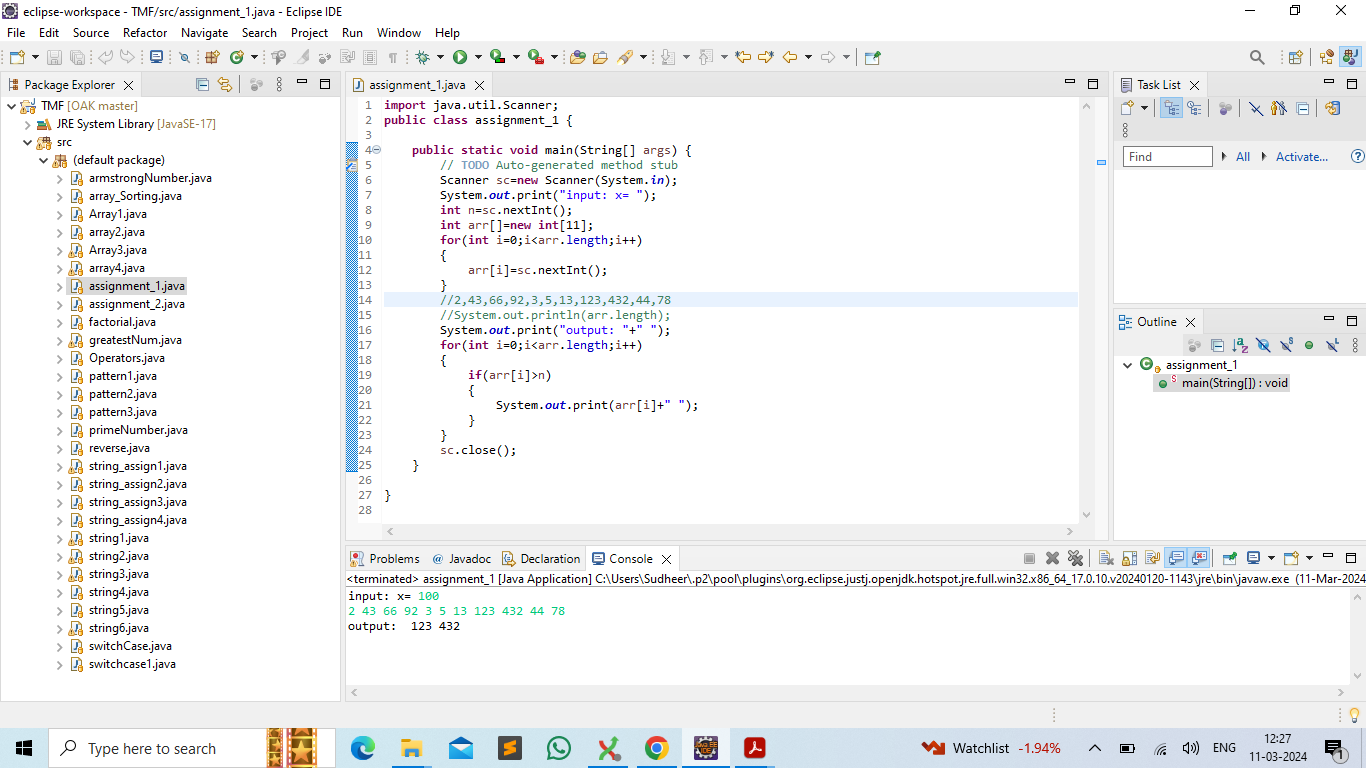 eclipse-workspace - TMF/src/assignment_1.java - Eclipse IDE
File Edit Source Refactor Navigate Search Project Run Window Help
Package Explorer
TMF [OAK master]
JRE System Library [JavaSE-17]
src
(default package)
armstrongNumber.java
array_Sorting.java
Array1.java
array2.java
Array3.java
array4.java
assignment_1.java
assignment_2.java
factorial.java
greatestNum.java
Operators.java
pattern1.java
pattern2.java
pattern3.java
primeNumber.java
reverse.java
string_assign1.java
string_assign2.java
string_assign3.java
string_assign4.java
string1.java
string2.java
string3.java
string4.java
string5.java
string6.java
switchCase.java
switchcase1.java
assignment_1.java
1 import java.util.Scanner;
2 public class assignment_1 {
3
4 public static void main(String[] args) {
5 // TODO Auto-generated method stub
6 Scanner sc=new Scanner(System.in);
7 System.out.print("input: x= ");
8 int n=sc.nextInt();
9 int arr[]=new int[11];
10 for(int i=0;i<arr.length;i++)
11 {
12 arr[i]=sc.nextInt();
13 }
14 //2,43,66,92,3,5,13,123,432,44,78
15 //System.out.println(arr.length);
16 System.out.print("output: "+" ");
17 for(int i=0;i<arr.length;i++)
18 {
19 if(arr[i]>n)
20 {
21 System.out.print(arr[i]+" ");
22 }
23 }
24 sc.close();
25 }
26
27 }
28
Task List
Find All Activate...
Outline
assignment_1
main(String[]) : void
Problems @ Javadoc Declaration Console
<terminated> assignment_1 [Java Application] C:\Users\Sudheer\.p2\pool\plugins\org.eclipse.justj.openjdk.hotspot.jre.full.win32.x86_64_17.0.10.v20240120-1143\jre\bin\javaw.exe (11-Mar-2024
input: x= 100
2 43 66 92 3 5 13 123 432 44 78
output:  123 432
Type here to search
Watchlist -1.94%
ENG
12:27
11-03-2024
1